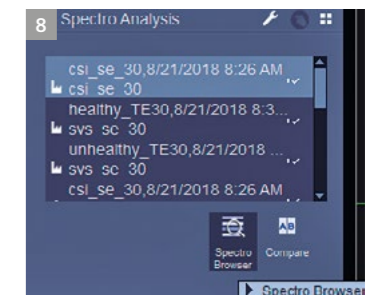 8
Spectro Analysis
csi_se_30,8/21/2018 8:26 AM
csi_se_30
healthy_TE30,8/21/2018 8:3...
svs_se_30
unhealthy_TE30,8/21/2018 ...
svs_se_30
csi_se_30,8/21/2018 8:26 AM
Spectro Browser
Compare
Spectro Browser